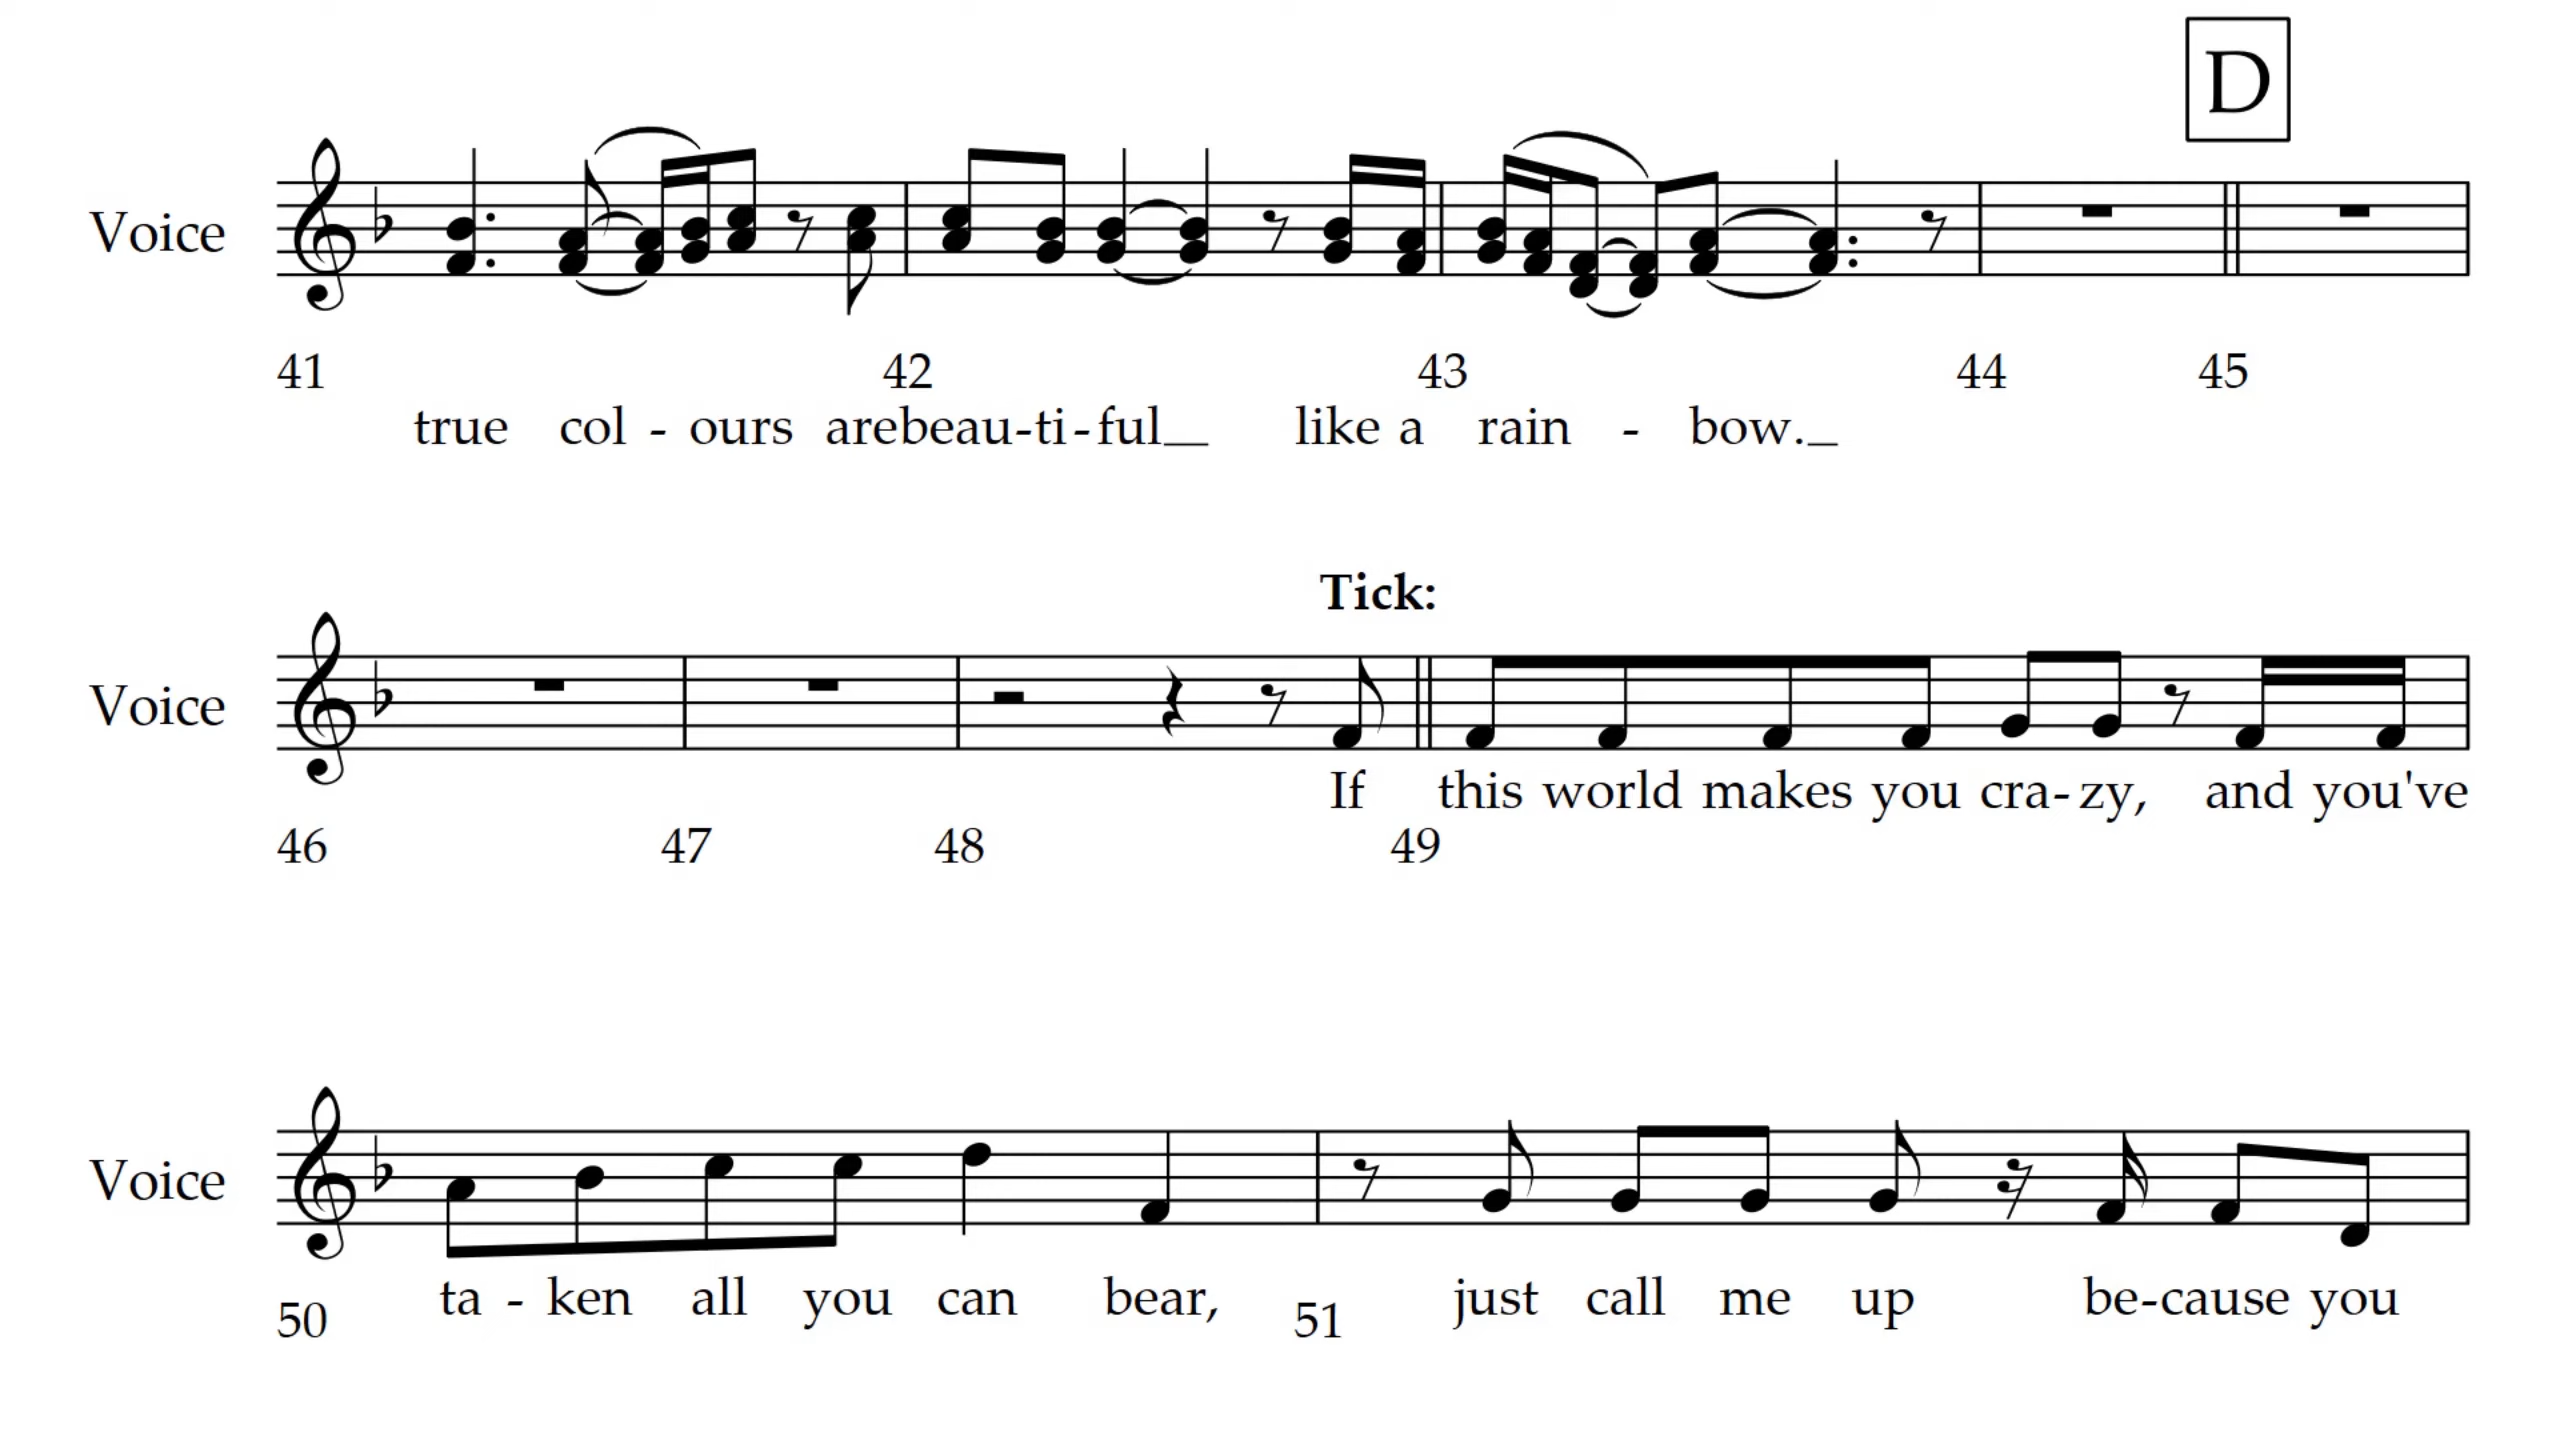 D
Voice
41 42 43 44 45
true col - ours arebeau-ti-ful__ like a rain - bow._
Tick:
Voice
If this world makes you cra-zy, and you've
46 47 48 49
Voice
ta - ken all you can bear, just call me up be-cause you
50 51